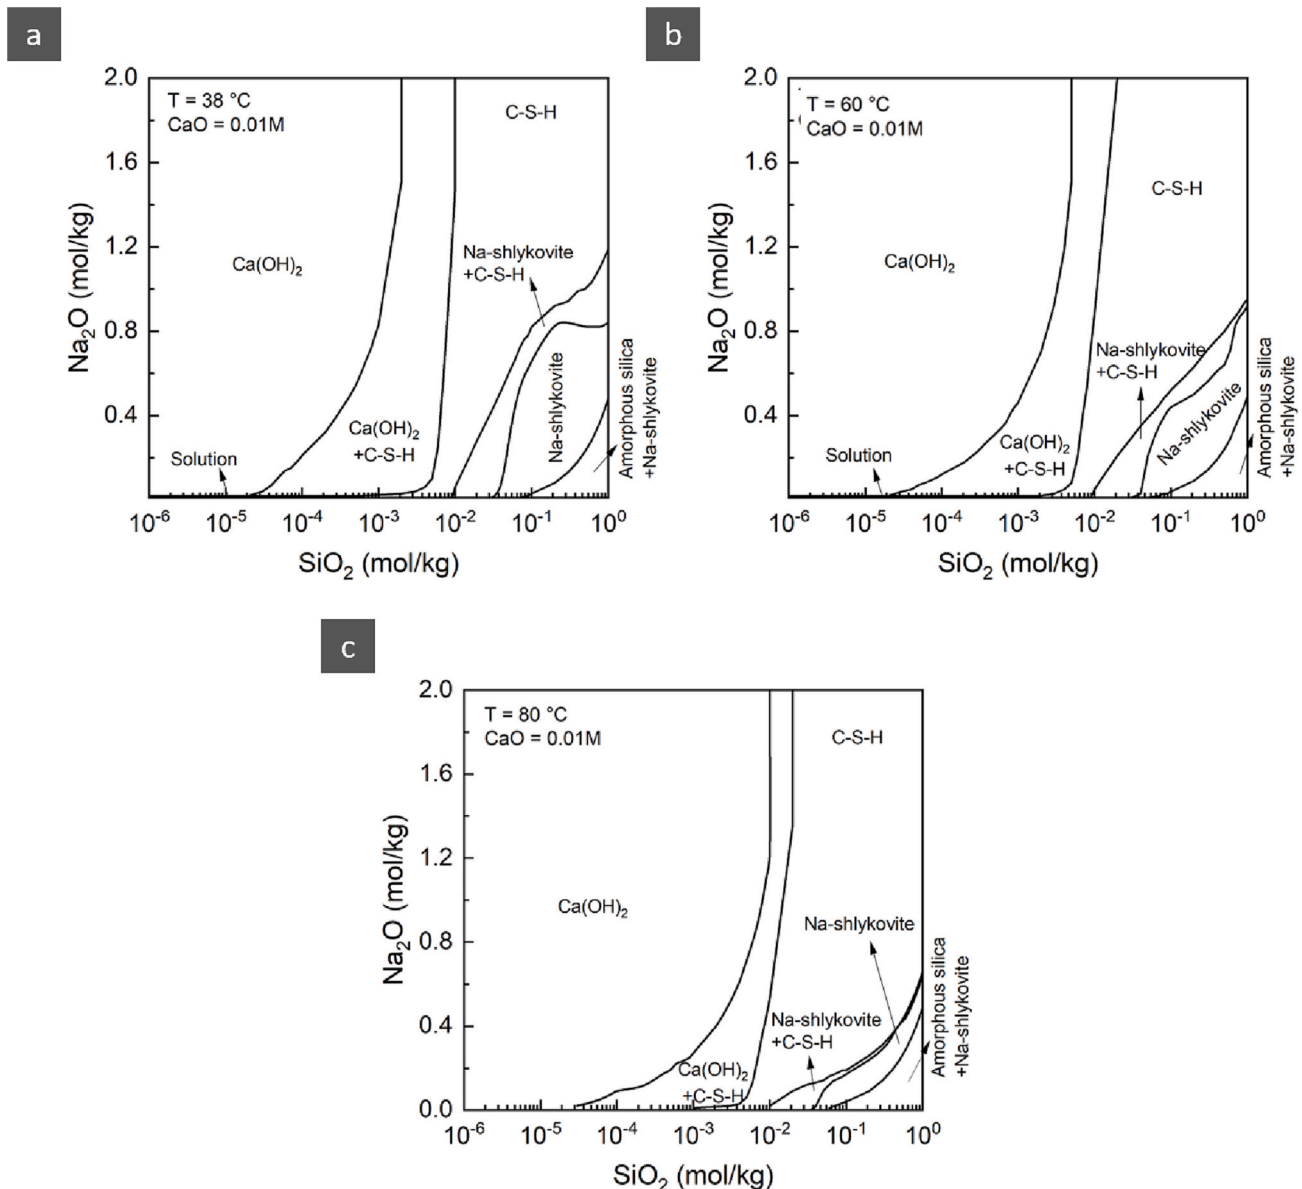 a
2.0
1.6
1.2
0.8
0.4
Na₂O (mol/kg)
T = 38 °C
CaO = 0.01M
C-S-H
Ca(OH)₂
Na-shlykovite
+C-S-H
Ca(OH)₂
+C-S-H
Solution
Na-shlykovite
Amorphous silica
+Na-shlykovite
10⁻⁶ 10⁻⁵ 10⁻⁴ 10⁻³ 10⁻² 10⁻¹ 10⁰
SiO₂ (mol/kg)
b
2.0
1.6
1.2
0.8
0.4
Na₂O (mol/kg)
T = 60 °C
CaO = 0.01M
C-S-H
Ca(OH)₂
Na-shlykovite
+C-S-H
Ca(OH)₂
+C-S-H
Solution
Na-shlykovite
Amorphous silica
+Na-shlykovite
10⁻⁶ 10⁻⁵ 10⁻⁴ 10⁻³ 10⁻² 10⁻¹ 10⁰
SiO₂ (mol/kg)
c
2.0
1.6
1.2
0.8
0.4
0.0
Na₂O (mol/kg)
T = 80 °C
CaO = 0.01M
C-S-H
Ca(OH)₂
Na-shlykovite
Na-shlykovite
+C-S-H
Ca(OH)₂
+C-S-H
Amorphous silica
+Na-shlykovite
10⁻⁶ 10⁻⁵ 10⁻⁴ 10⁻³ 10⁻² 10⁻¹ 10⁰
SiO₂ (mol/kg)